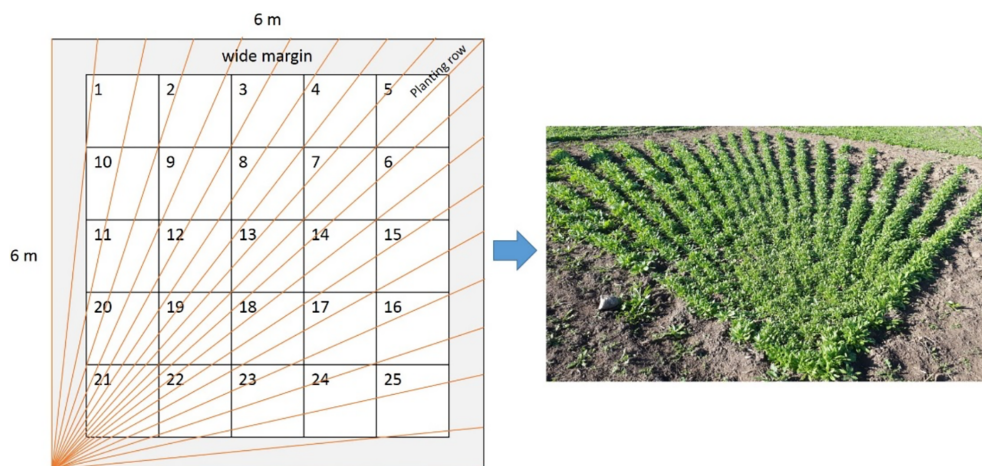 6 m
wide margin
Planting row
1 2 3 4 5
10 9 8 7 6
6 m
11 12 13 14 15
20 19 18 17 16
21 22 23 24 25